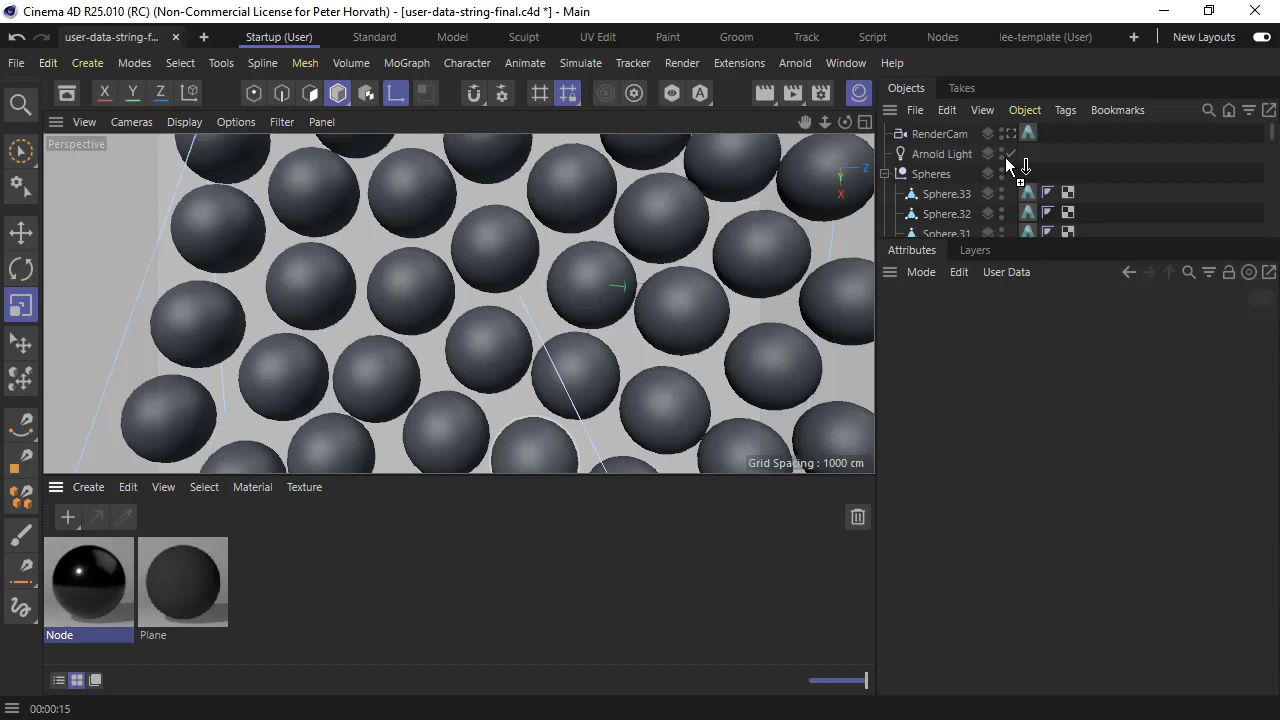 Cinema 4D R25.010 (RC) (Non-Commercial License for Peter Horvath) - [user-data-string-final.c4d *] - Main
user-data-string-f... Startup (User) Standard Model Sculpt UV Edit Paint Groom Track Script Nodes lee-template (User) New Layouts
File Edit Create Modes Select Tools Spline Mesh Volume MoGraph Character Animate Simulate Tracker Render Extensions Arnold Window Help
X Y Z
Objects Takes
View Cameras Display Options Filter Panel
File Edit View Object Tags Bookmarks
Perspective
RenderCam
Arnold Light
Spheres
Sphere.33
Sphere.32
Sphere.31
Z
Y
X
Attributes Layers
Mode Edit User Data
Grid Spacing : 1000 cm
Create Edit View Select Material Texture
Node Plane
00:00:15